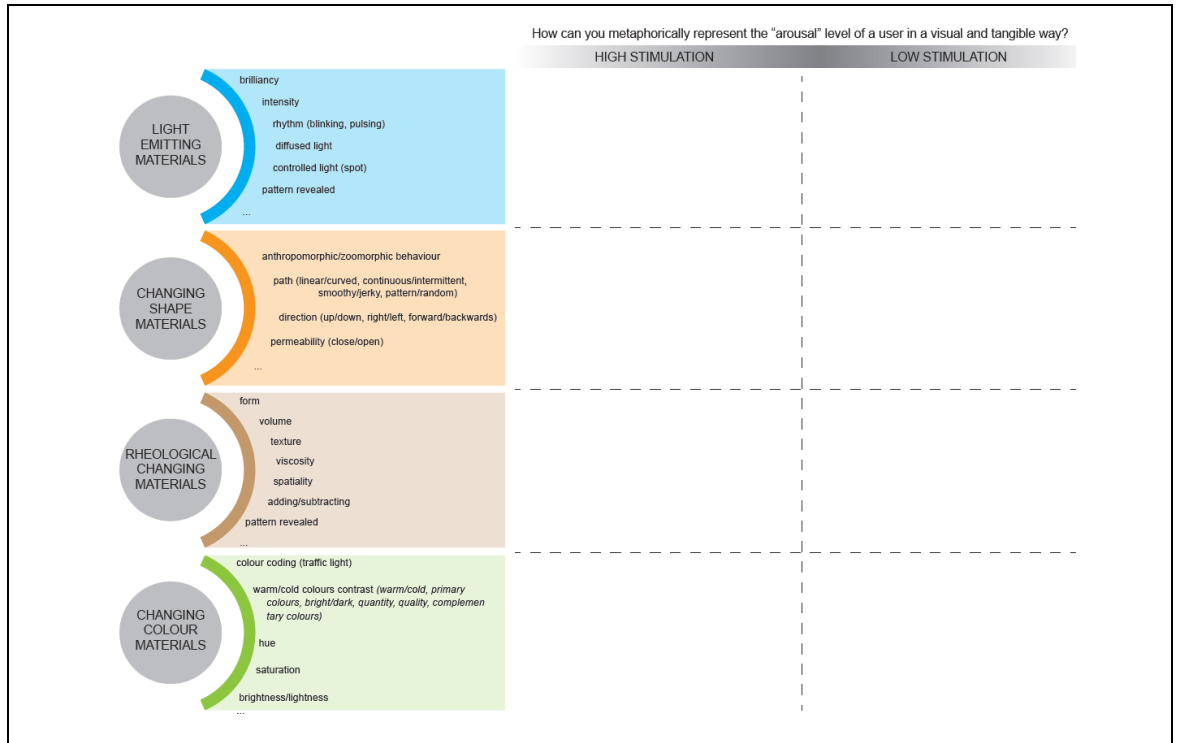 How can you metaphorically represent the “arousal” level of a user in a visual and tangible way?
HIGH STIMULATION
LOW STIMULATION
LIGHT
EMITTING
MATERIALS
brilliancy
intensity
rhythm (blinking, pulsing)
diffused light
controlled light (spot)
pattern revealed
...
CHANGING
SHAPE
MATERIALS
anthropomorphic/zoomorphic behaviour
path (linear/curved, continuous/intermittent,
smoothy/jerky, pattern/random)
direction (up/down, right/left, forward/backwards)
permeability (close/open)
...
RHEOLOGICAL
CHANGING
MATERIALS
form
volume
texture
viscosity
spatiality
adding/subtracting
pattern revealed
...
CHANGING
COLOUR
MATERIALS
colour coding (traffic light)
warm/cold colours contrast (warm/cold, primary
colours, bright/dark, quantity, quality, complemen
tary colours)
hue
saturation
brightness/lightness
...